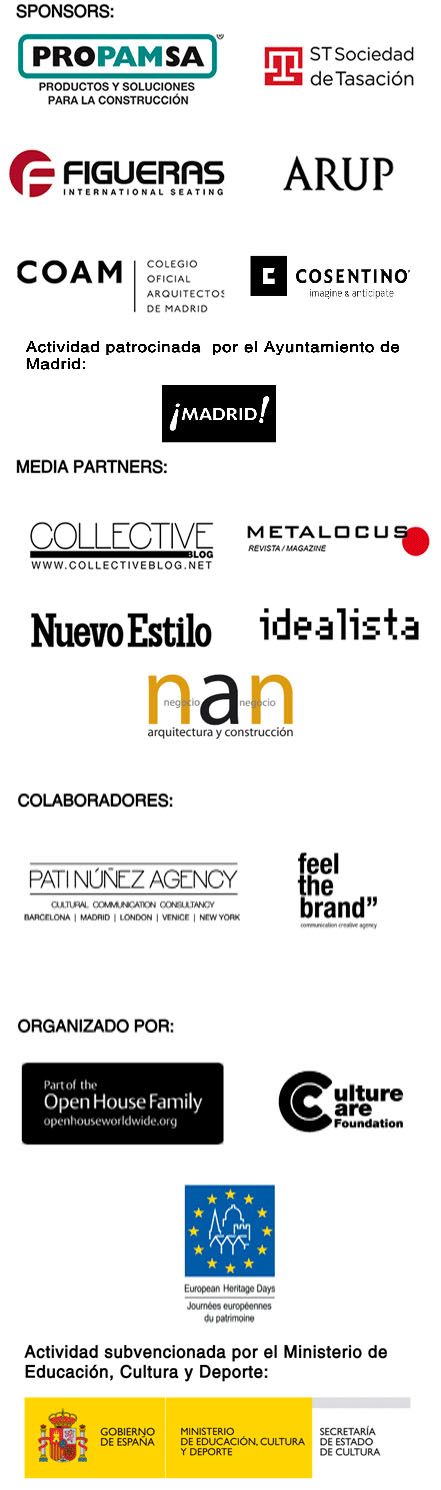 SPONSORS:
PROPAMSA
PRODUCTOS Y SOLUCIONES
PARA LA CONSTRUCCIÓN
ST Sociedad
de Tasación
FIGUERAS
INTERNATIONAL SEATING
ARUP
COAM
COLEGIO
OFICIAL
ARQUITECTOS
DE MADRID
COSENTINO
imagine & anticipate
Actividad patrocinada por el Ayuntamiento de
Madrid:
¡MADRID!
MEDIA PARTNERS:
COLLECTIVE
BLOG
WWW.COLLECTIVEBLOG.NET
METALOCUS
REVISTA / MAGAZINE
Nuevo Estilo
idealista
nan
negocio negocio
arquitectura y construcción
COLABORADORES:
PATI NÚÑEZ AGENCY
CULTURAL COMMUNICATION CONSULTANCY
BARCELONA | MADRID | LONDON | VENICE | NEW YORK
feel
the
brand"
communication creative agency
ORGANIZADO POR:
Part of the
Open House Family
openhouseworldwide.org
Culture
Care
Foundation
European Heritage Days
Journées européennes
du patrimoine
Actividad subvencionada por el Ministerio de
Educación, Cultura y Deporte:
GOBIERNO
DE ESPAÑA
MINISTERIO
DE EDUCACIÓN, CULTURA
Y DEPORTE
SECRETARÍA
DE ESTADO
DE CULTURA